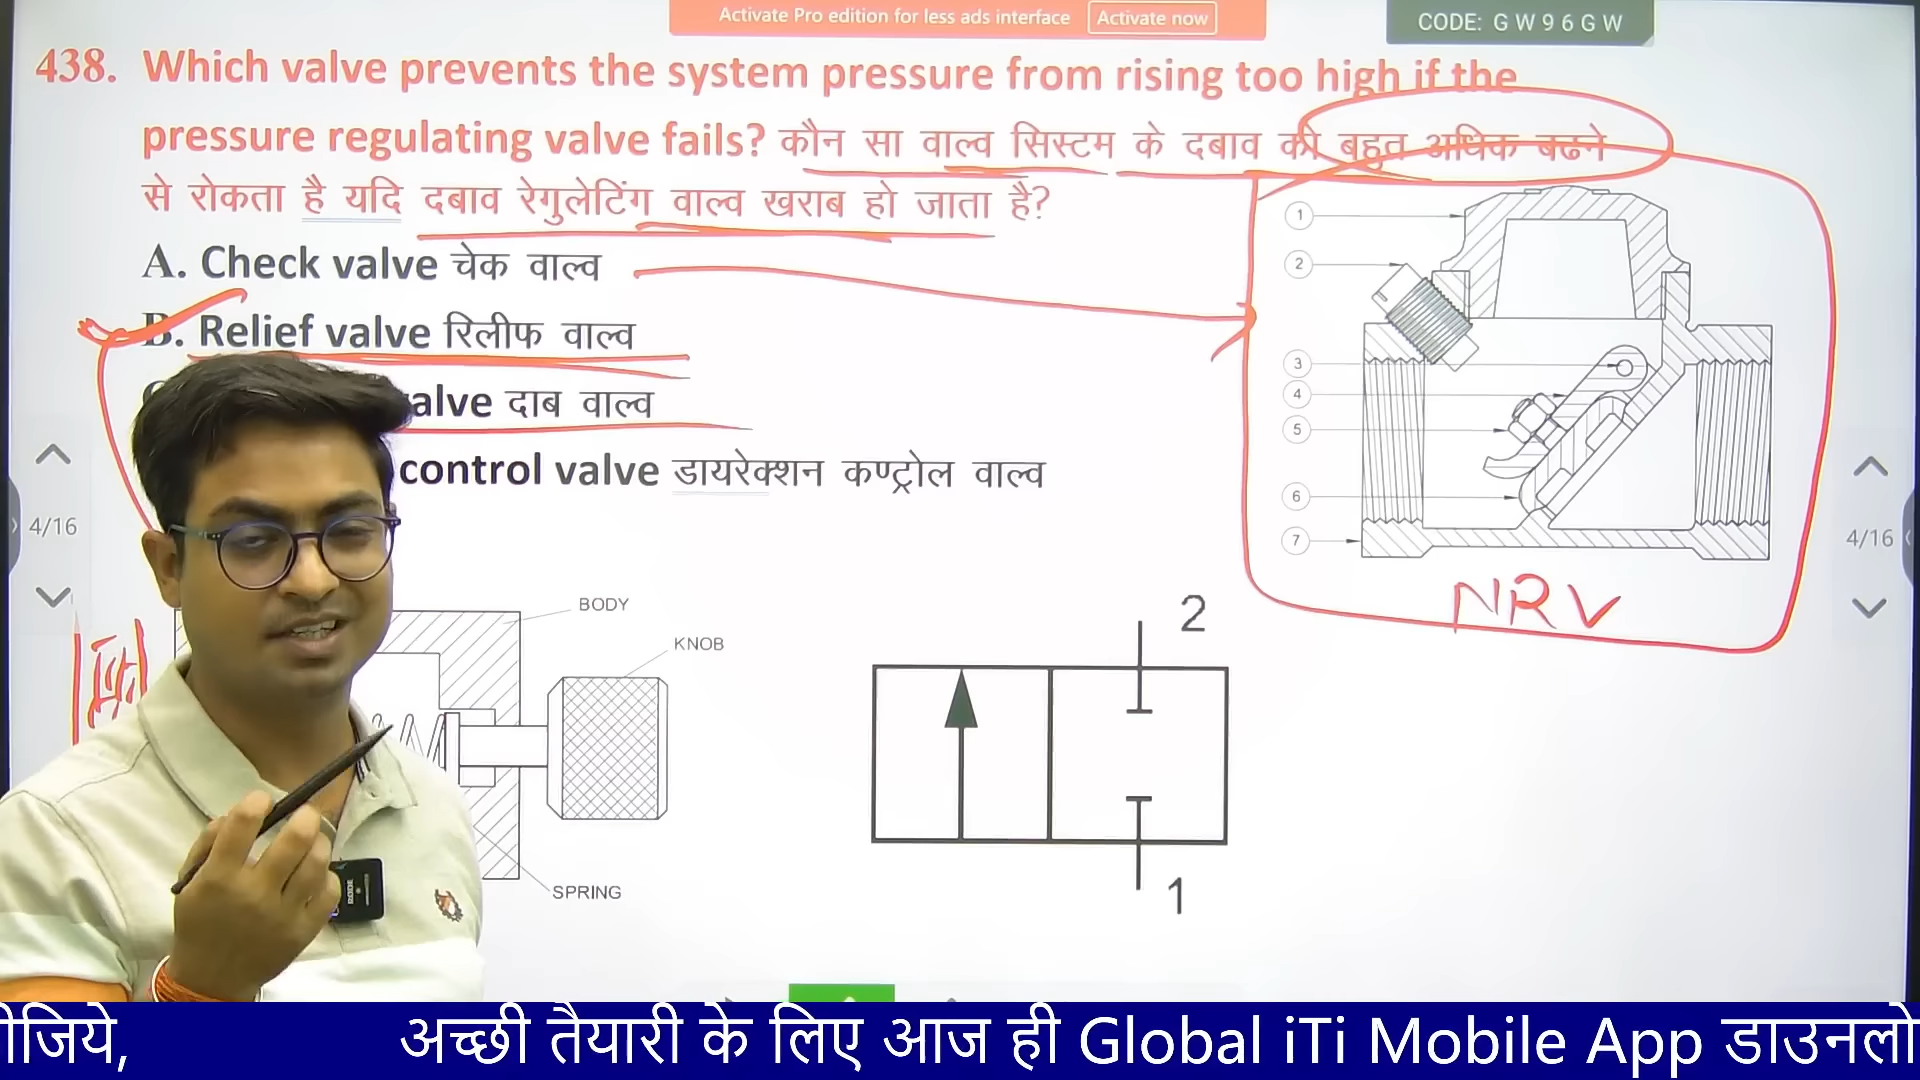 Activate Pro edition for less ads interface Activate now
CODE: G W 9 6 G W
438. Which valve prevents the system pressure from rising too high if the
pressure regulating valve fails? कौन सा वाल्व सिस्टम के दबाव को बहुत अधिक बढने
से रोकता है यदि दबाव रेगुलेटिंग वाल्व खराब हो जाता है?
A. Check valve चेक वाल्व
B. Relief valve रिलीफ वाल्व
alve दाब वाल्व
control valve डायरेक्शन कण्ट्रोल वाल्व
1
2
3
4
5
6
7
NRV
4/16
4/16
BODY
KNOB
SPRING
2
1
RODE
ीजिये, अच्छी तैयारी के लिए आज ही Global iTi Mobile App डाउनलो